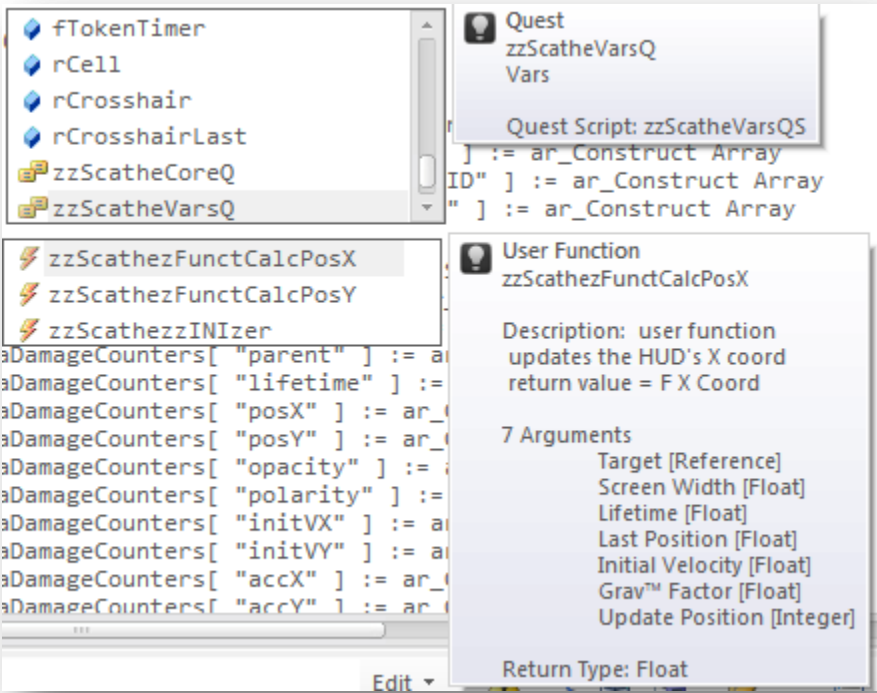 fTokenTimer
rCell
rCrosshair
rCrosshairLast
zzScatheCoreQ
zzScatheVarsQ
Quest
zzScatheVarsQ
Vars
Quest Script: zzScatheVarsQS
] := ar_Construct Array
ID" ] := ar_Construct Array
" ] := ar_Construct Array
zzScathezFunctCalcPosX
zzScathezFunctCalcPosY
zzScathezzINIzer
User Function
zzScathezFunctCalcPosX
Description: user function
updates the HUD's X coord
return value = F X Coord
7 Arguments
Target [Reference]
Screen Width [Float]
Lifetime [Float]
Last Position [Float]
Initial Velocity [Float]
Grav™ Factor [Float]
Update Position [Integer]
Return Type: Float
aDamageCounters[ "parent" ] := a
aDamageCounters[ "lifetime" ] :=
aDamageCounters[ "posX" ] := ar_
aDamageCounters[ "posY" ] := ar_
aDamageCounters[ "opacity" ] :=
aDamageCounters[ "polarity" ] :=
aDamageCounters[ "initVX" ] := a
aDamageCounters[ "initVY" ] := a
aDamageCounters[ "accX" ] := ar_
aDamageCounters[ "accY" ] := ar_
Edit